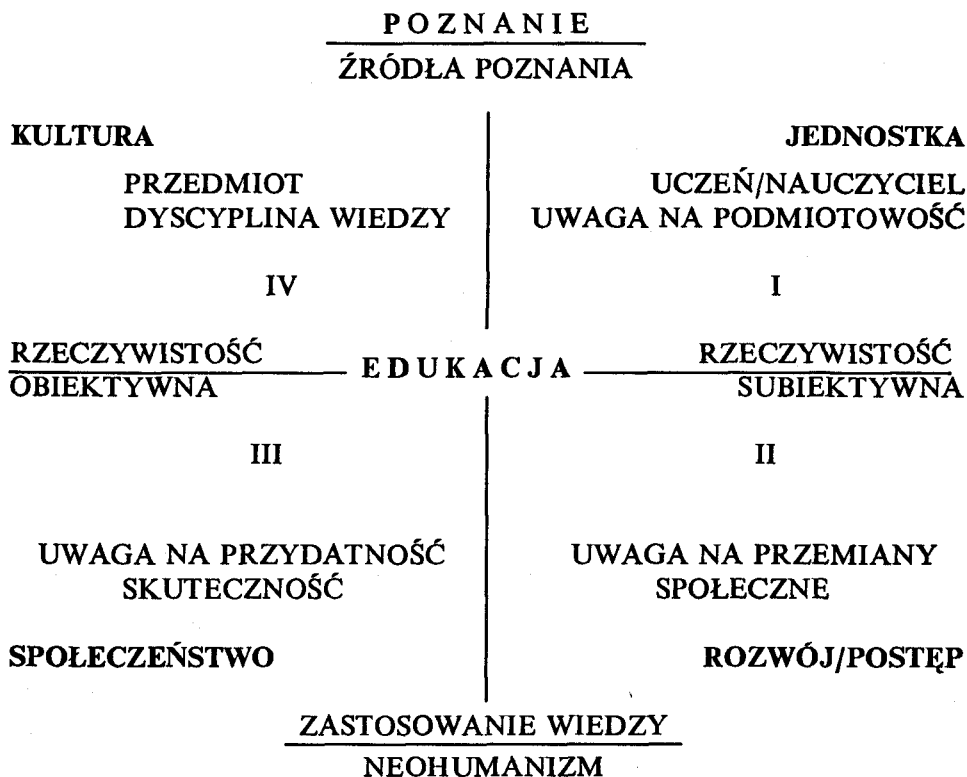 POZNANIE
ŹRÓDŁA POZNANIA
KULTURA
JEDNOSTKA
PRZEDMIOT
DYSCYPLINA WIEDZY
UCZEŃ/NAUCZYCIEL
UWAGA NA PODMIOTOWOŚĆ
IV
I
RZECZYWISTOŚĆ
OBIEKTYWNA
EDUKACJA
RZECZYWISTOŚĆ
SUBIEKTYWNA
III
II
UWAGA NA PRZYDATNOŚĆ
SKUTECZNOŚĆ
UWAGA NA PRZEMIANY
SPOŁECZNE
SPOŁECZEŃSTWO
ROZWÓJ/POSTĘP
ZASTOSOWANIE WIEDZY
NEOHUMANIZM